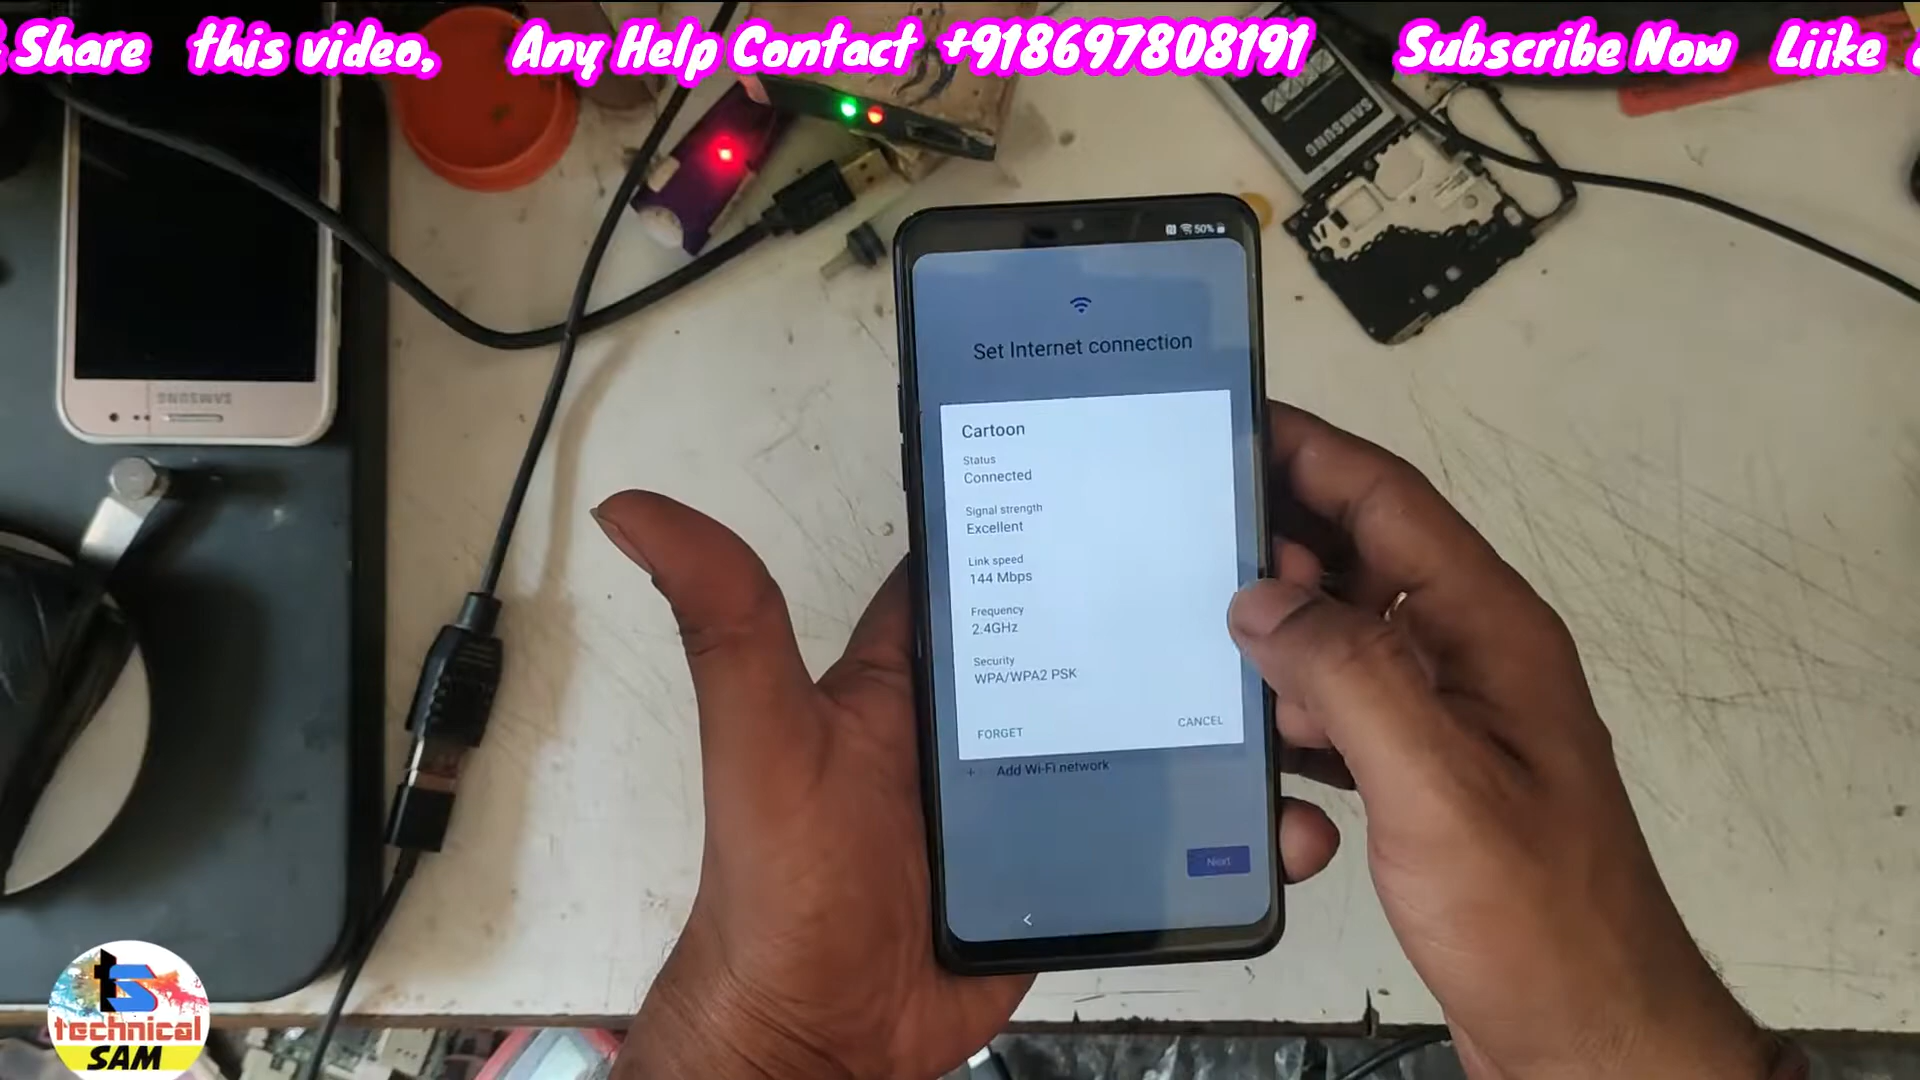 Share this video, Any Help Contact +918697808191 Subscribe Now Liike
SAMSUNG
SAMSUNG
50%
Set Internet connection
Cartoon
Status
Connected
Signal strength
Excellent
Link speed
144 Mbps
Frequency
2.4GHz
Security
WPA/WPA2 PSK
FORGET
CANCEL
+ Add Wi-Fi network
Next
ts
technical
SAM